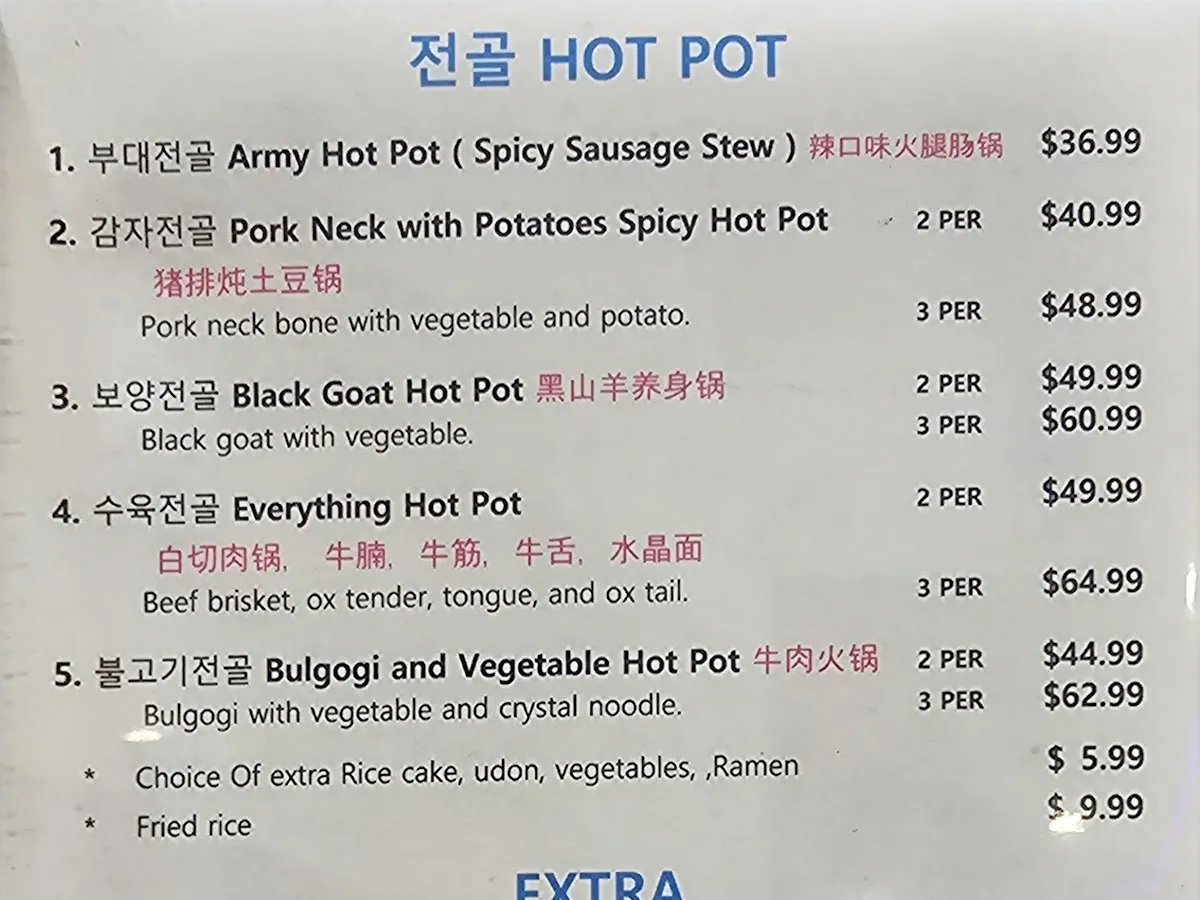 전골 HOT POT
1. 부대전골 Army Hot Pot ( Spicy Sausage Stew ) 辣口味火腿肠锅 $36.99
2. 감자전골 Pork Neck with Potatoes Spicy Hot Pot 2 PER $40.99
猪排炖土豆锅
Pork neck bone with vegetable and potato. 3 PER $48.99
3. 보양전골 Black Goat Hot Pot 黑山羊养身锅 2 PER $49.99
Black goat with vegetable. 3 PER $60.99
4. 수육전골 Everything Hot Pot 2 PER $49.99
白切肉锅, 牛腩, 牛筋, 牛舌, 水晶面
Beef brisket, ox tender, tongue, and ox tail. 3 PER $64.99
5. 불고기전골 Bulgogi and Vegetable Hot Pot 牛肉火锅 2 PER $44.99
Bulgogi with vegetable and crystal noodle. 3 PER $62.99
* Choice Of extra Rice cake, udon, vegetables, ,Ramen $ 5.99
* Fried rice $ 9.99
EXTRA